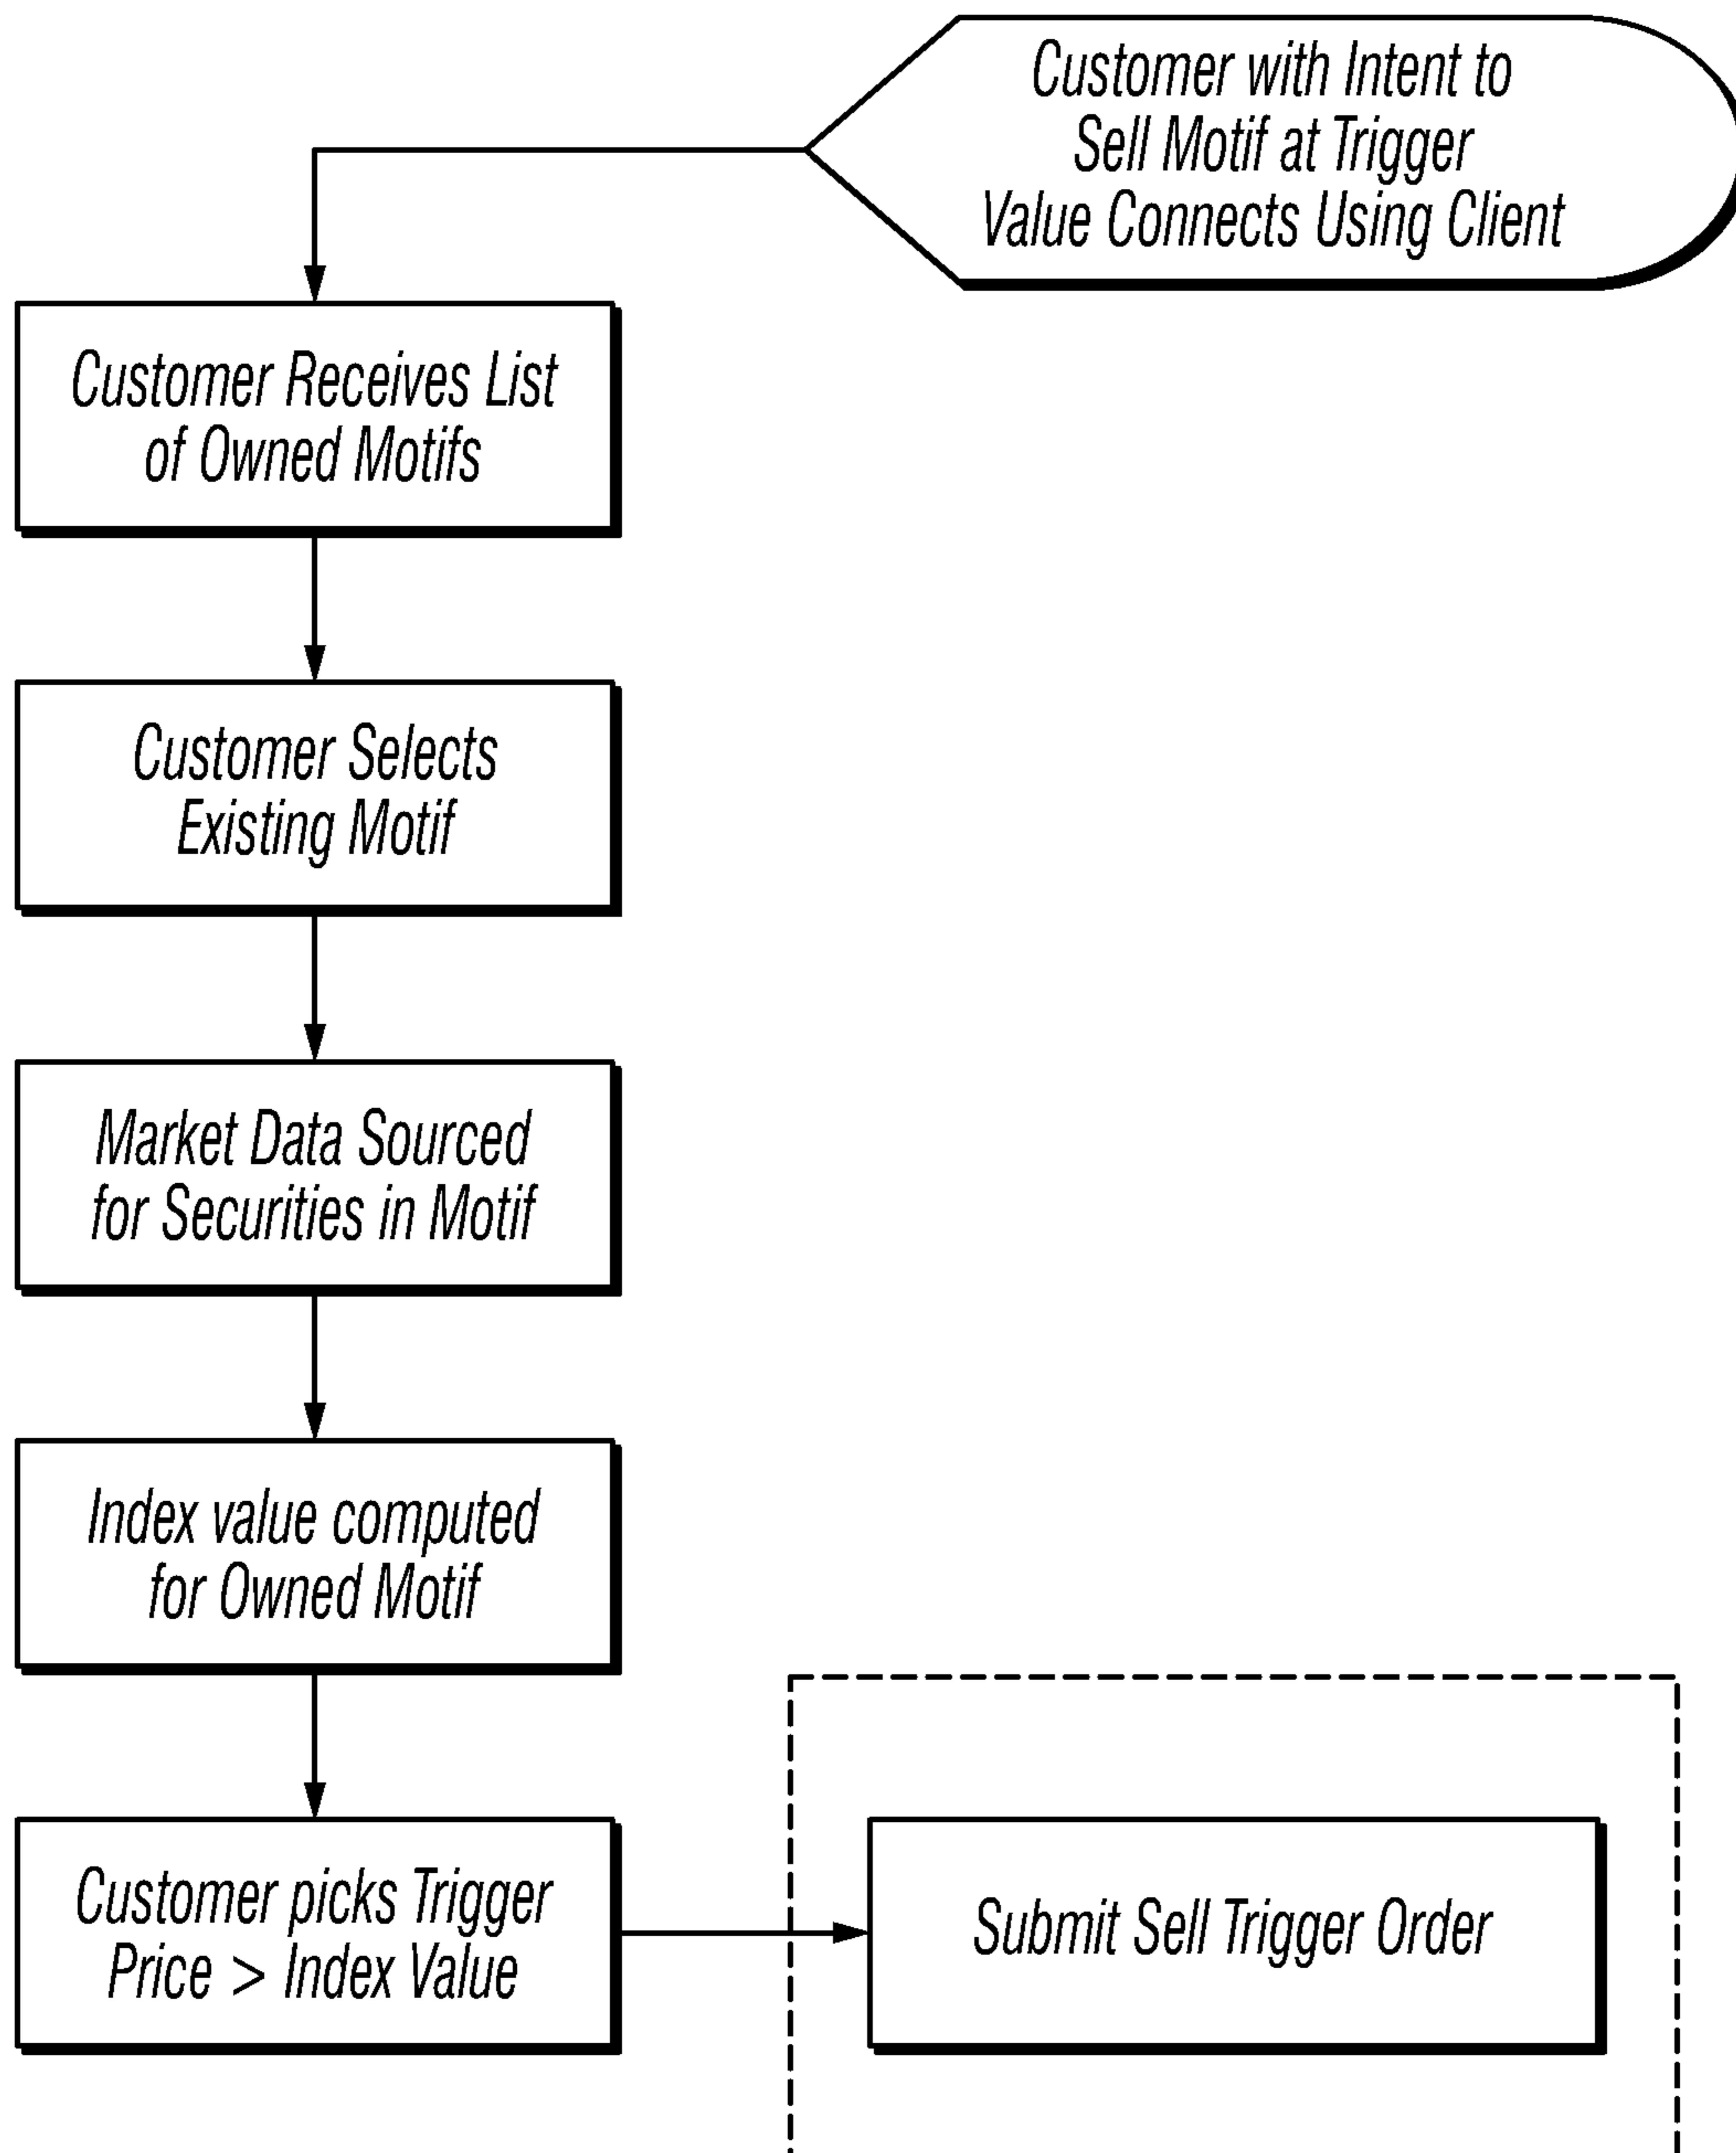 Customer with Intent to
Sell Motif at Trigger
Value Connects Using Client
Customer Receives List
of Owned Motifs
Customer Selects
Existing Motif
Market Data Sourced
for Securities in Motif
Index value computed
for Owned Motif
Customer picks Trigger
Price > Index Value
Submit Sell Trigger Order